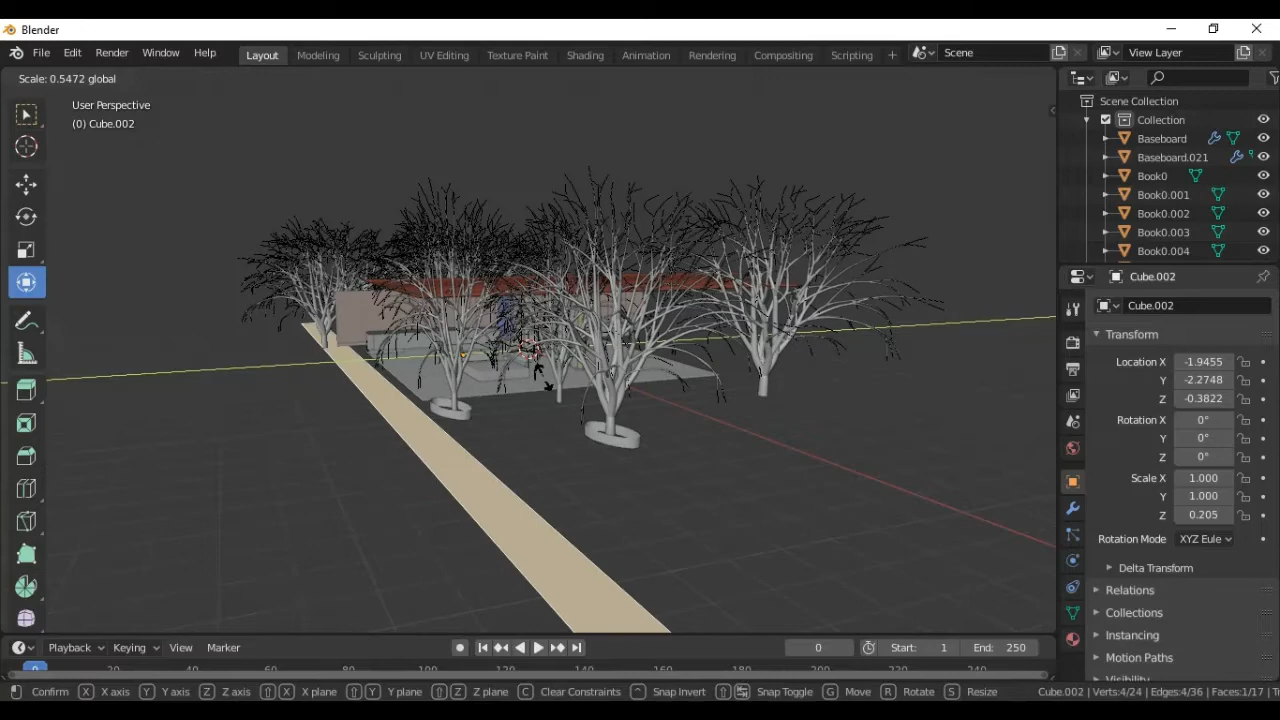 Blender
File Edit Render Window Help Layout Modeling Sculpting UV Editing Texture Paint Shading Animation Rendering Compositing Scripting + Scene View Layer
Scale: 0.5472 global
User Perspective
(0) Cube.002
Scene Collection
Collection
Baseboard
Baseboard.021
Book0
Book0.001
Book0.002
Book0.003
Book0.004
Cube.002
Cube.002
Transform
Location X -1.9455
Y -2.2748
Z -0.3822
Rotation X 0°
Y 0°
Z 0°
Scale X 1.000
Y 1.000
Z 0.205
Rotation Mode XYZ Eule
Delta Transform
Relations
Collections
Instancing
Motion Paths
Visibility
Playback Keying View Marker 0 Start: 1 End: 250
0 20 40 60 80 100 120 140 160 180 200 220 240
Confirm X X axis Y Y axis Z Z axis X X plane Y Y plane Z Z plane C Clear Constraints ^ Snap Invert Snap Toggle G Move R Rotate S Resize Cube.002 | Verts:4/24 | Edges:4/36 | Faces:1/17 | Tr